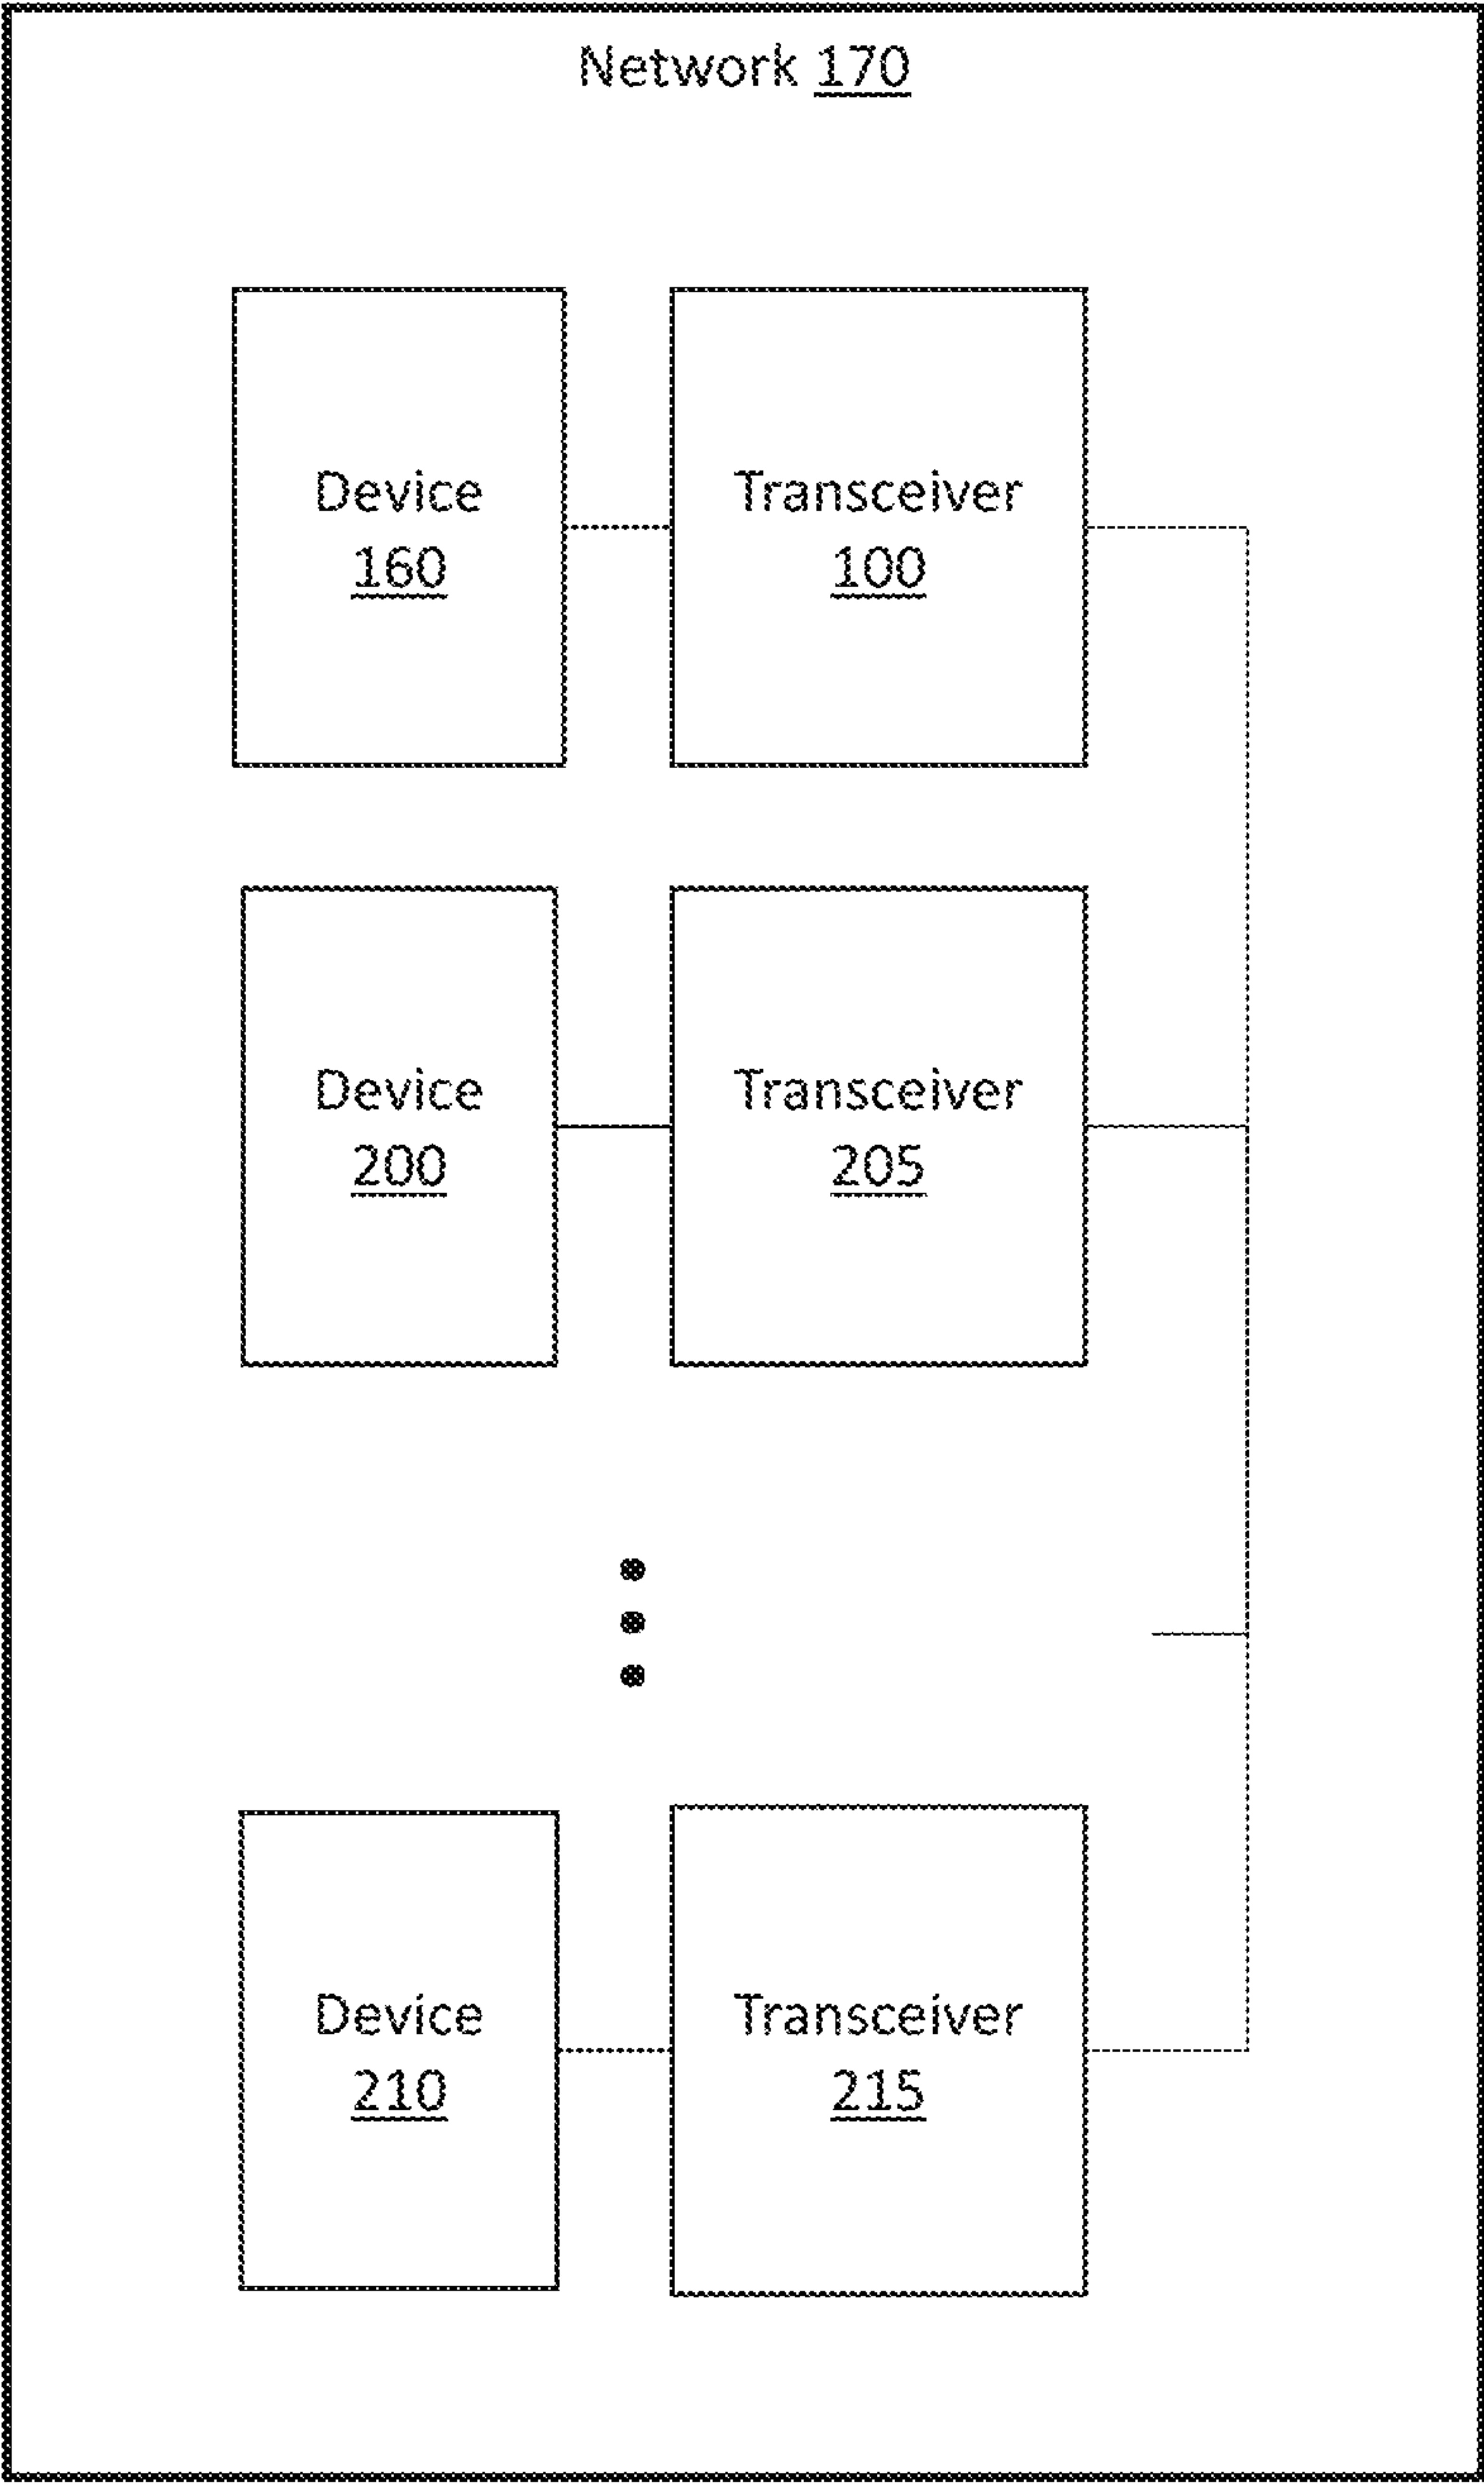 Network 170
Device
160
Transceiver
100
Device
200
Transceiver
205
Device
210
Transceiver
215